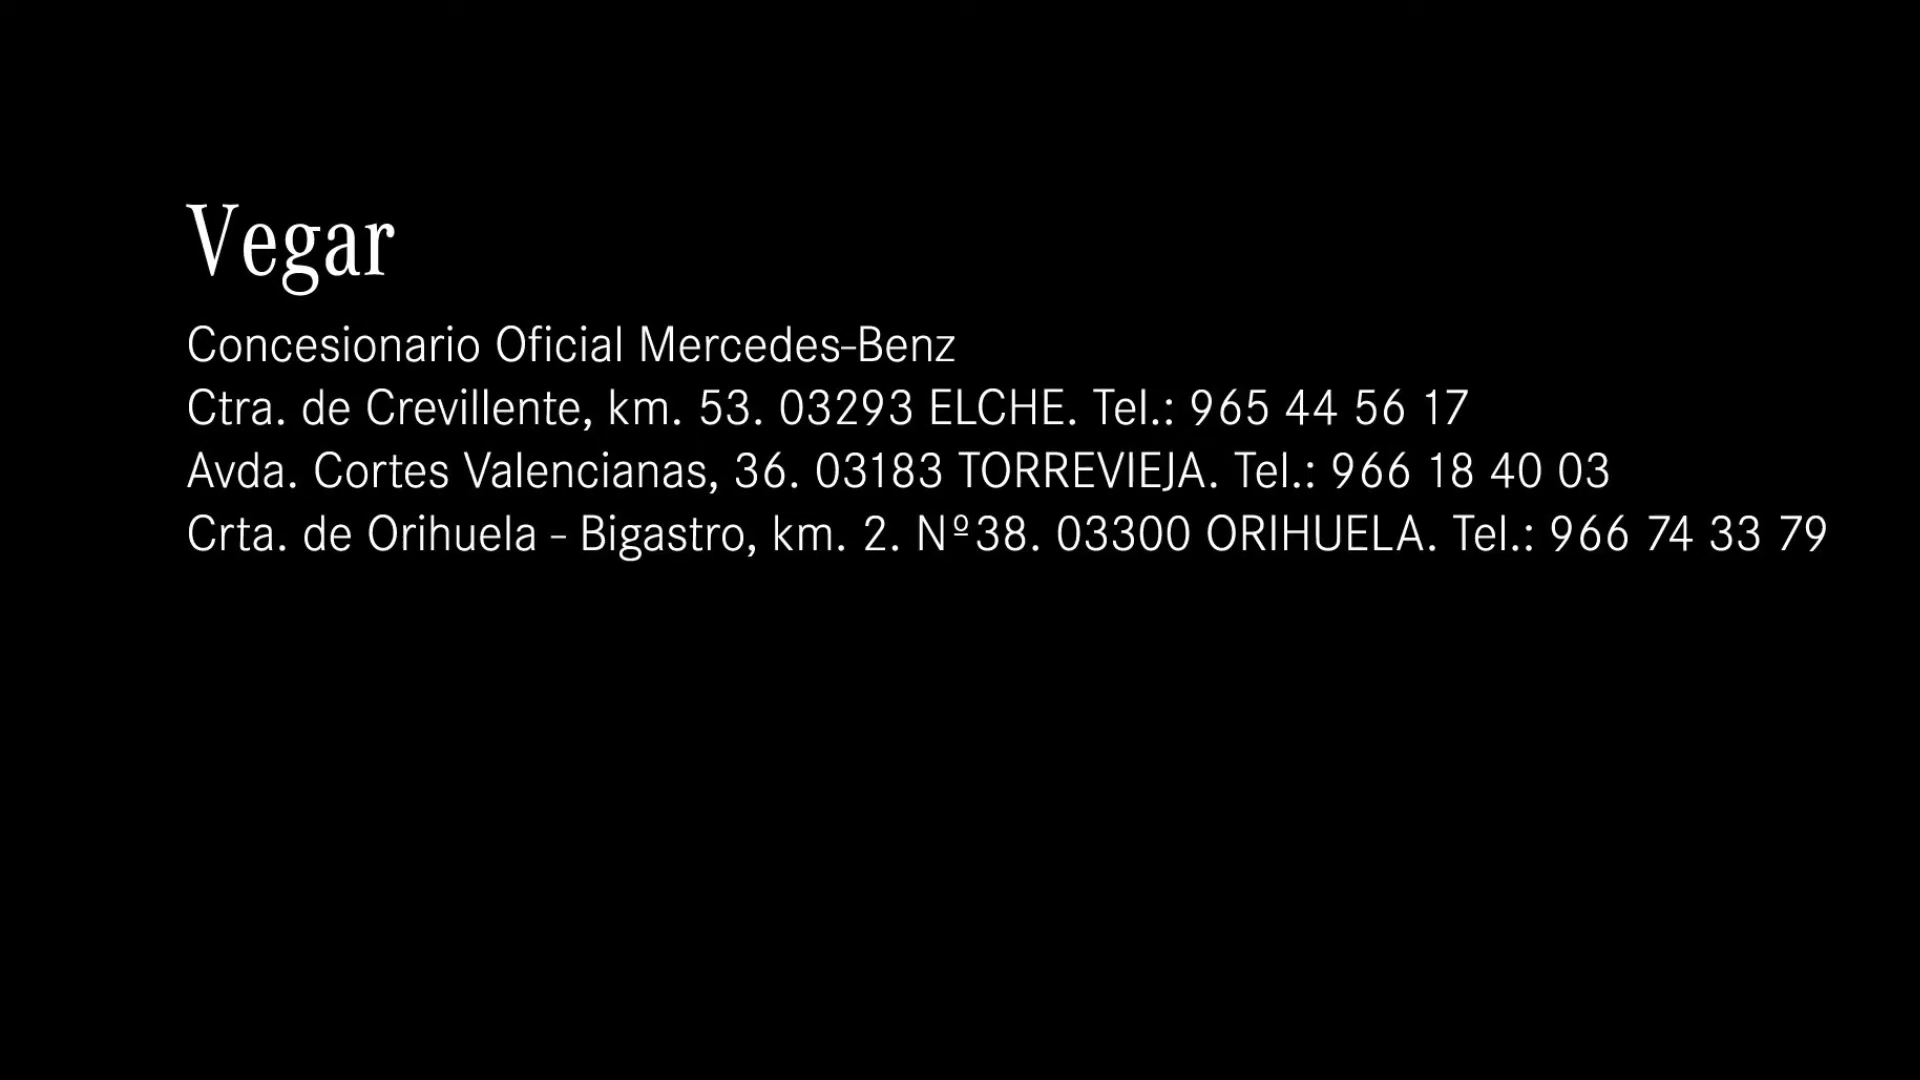 Vegar
Concesionario Oficial Mercedes-Benz
Ctra. de Crevillente, km. 53. 03293 ELCHE. Tel.: 965 44 56 17
Avda. Cortes Valencianas, 36. 03183 TORREVIEJA. Tel.: 966 18 40 03
Crta. de Orihuela - Bigastro, km. 2. Nº38. 03300 ORIHUELA. Tel.: 966 74 33 79